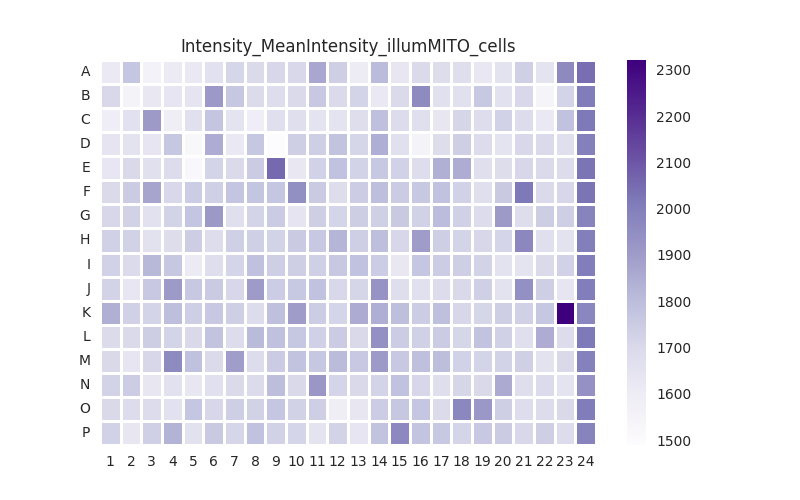 Intensity_MeanIntensity_illumMITO_cells
A
B
C
D
E
F
G
H
I
J
K
L
M
N
O
P
1 2 3 4 5 6 7 8 9 10 11 12 13 14 15 16 17 18 19 20 21 22 23 24
2300
2200
2100
2000
1900
1800
1700
1600
1500